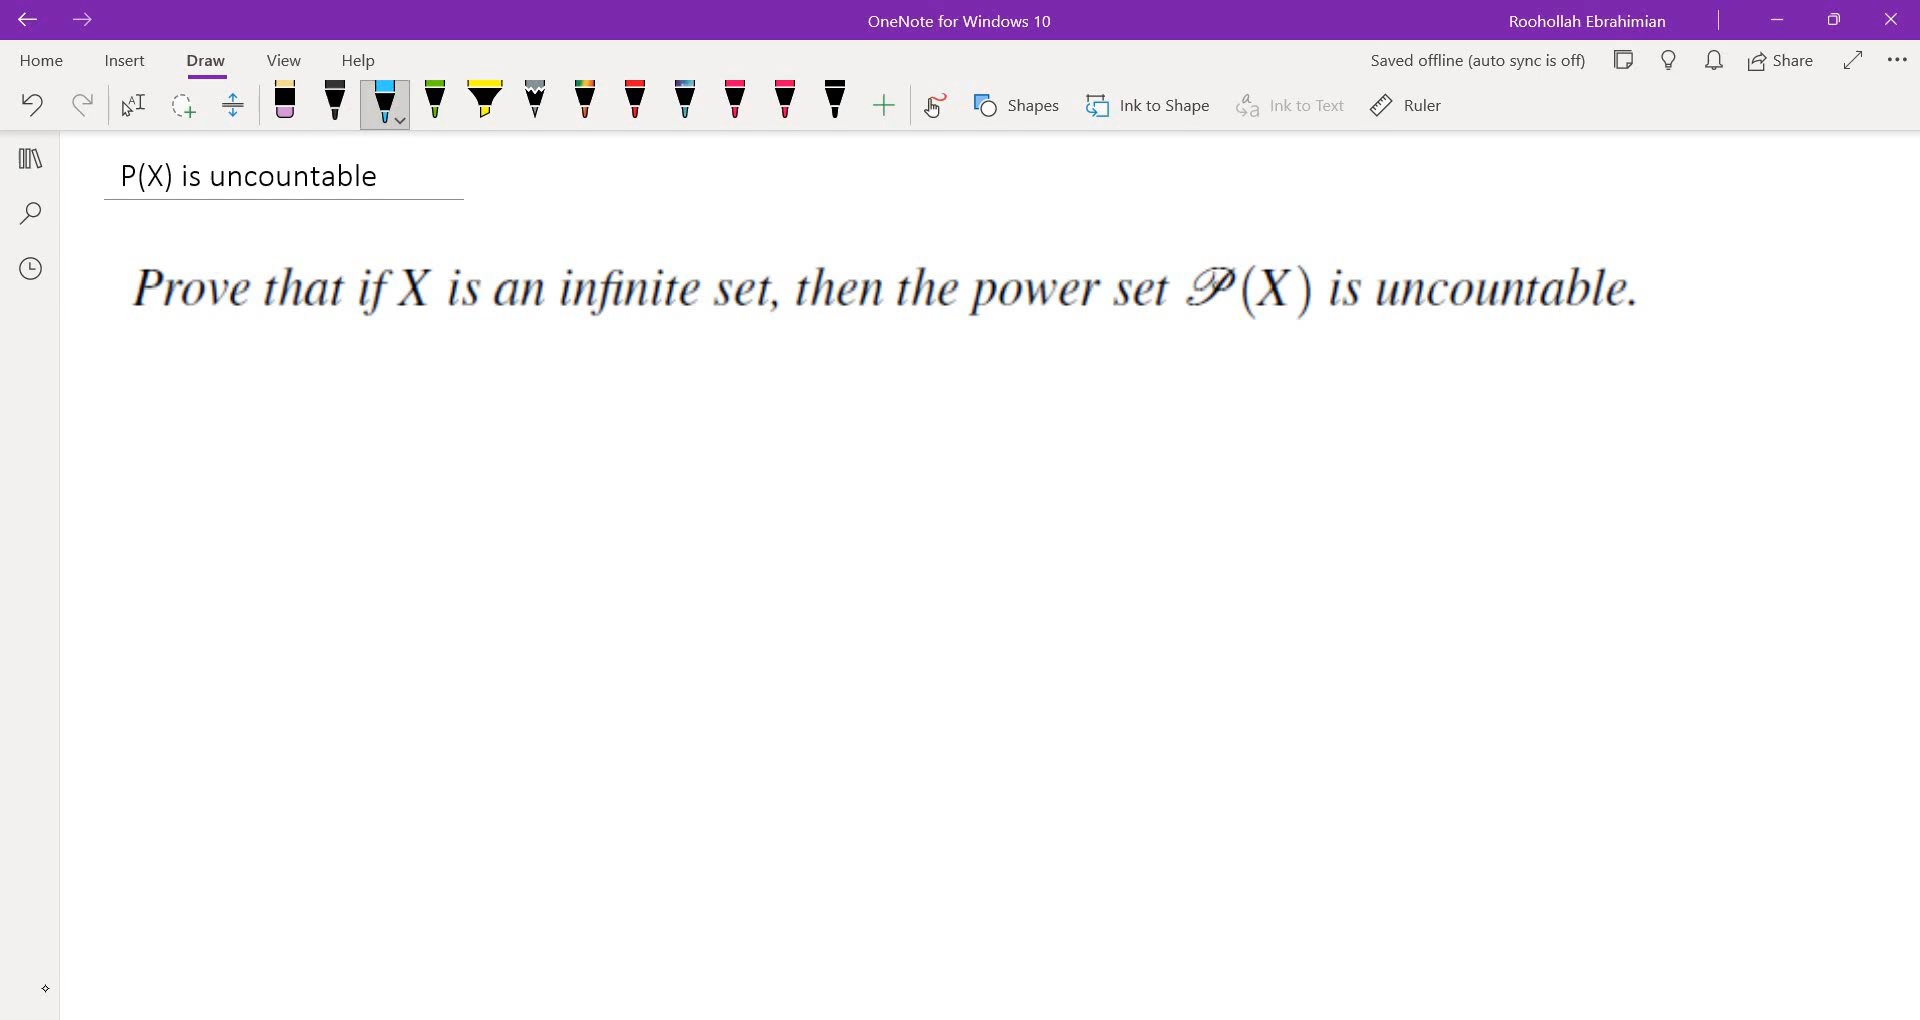 OneNote for Windows 10
Roohollah Ebrahimian
Home Insert Draw View Help
Saved offline (auto sync is off) Share
Shapes Ink to Shape Ink to Text Ruler
P(X) is uncountable
Prove that if X is an infinite set, then the power set 𝒫(X) is uncountable.